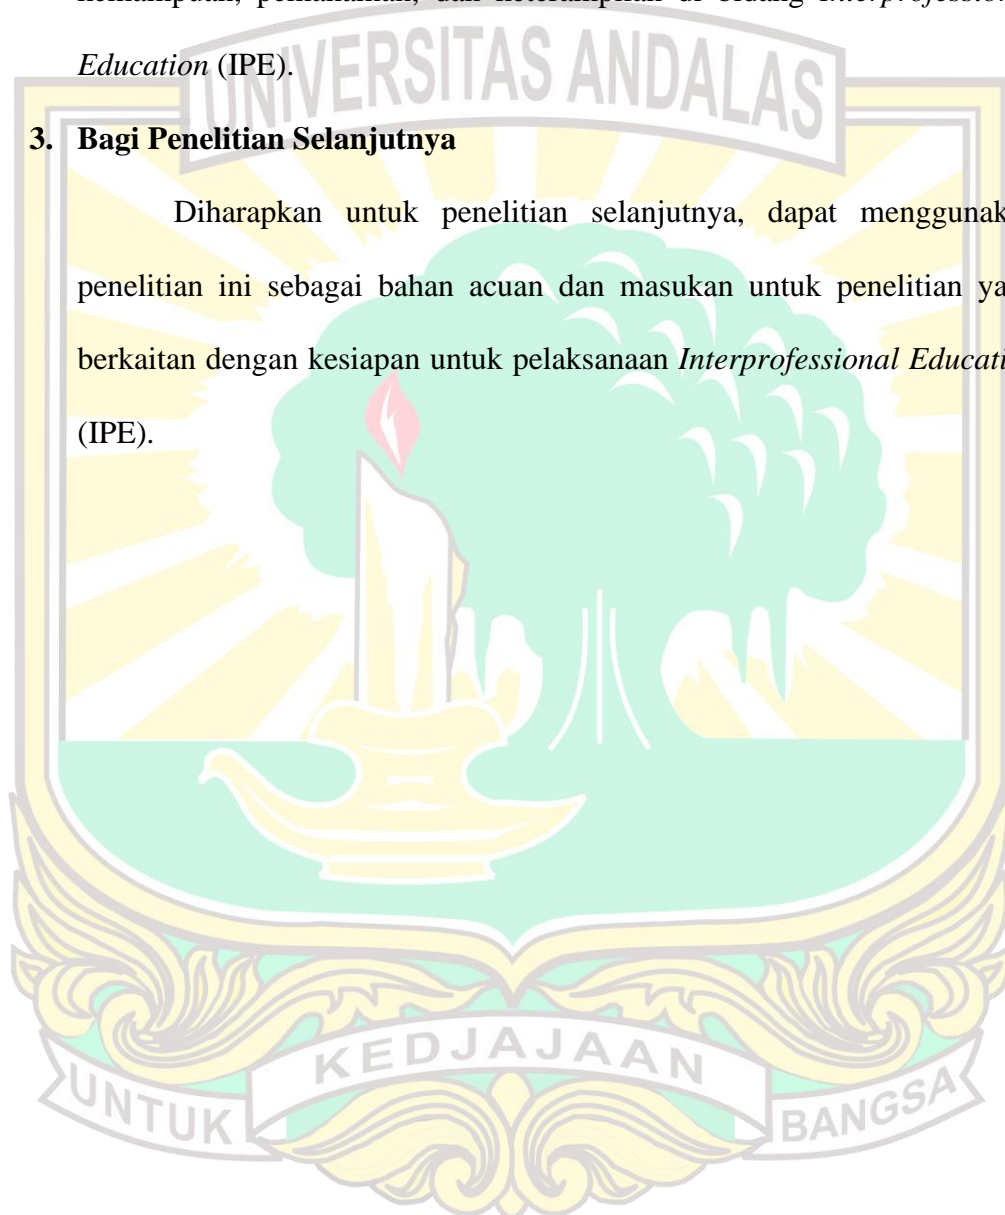 kemampuan, pemahaman, dan keterampilan di bidang Interprofession
Education (IPE).
UNIVERSITAS ANDALAS
3. Bagi Penelitian Selanjutnya
Diharapkan untuk penelitian selanjutnya, dapat menggunak
penelitian ini sebagai bahan acuan dan masukan untuk penelitian ya
berkaitan dengan kesiapan untuk pelaksanaan Interprofessional Educati
(IPE).
UNTUK KEDJAJAAN BANGSA